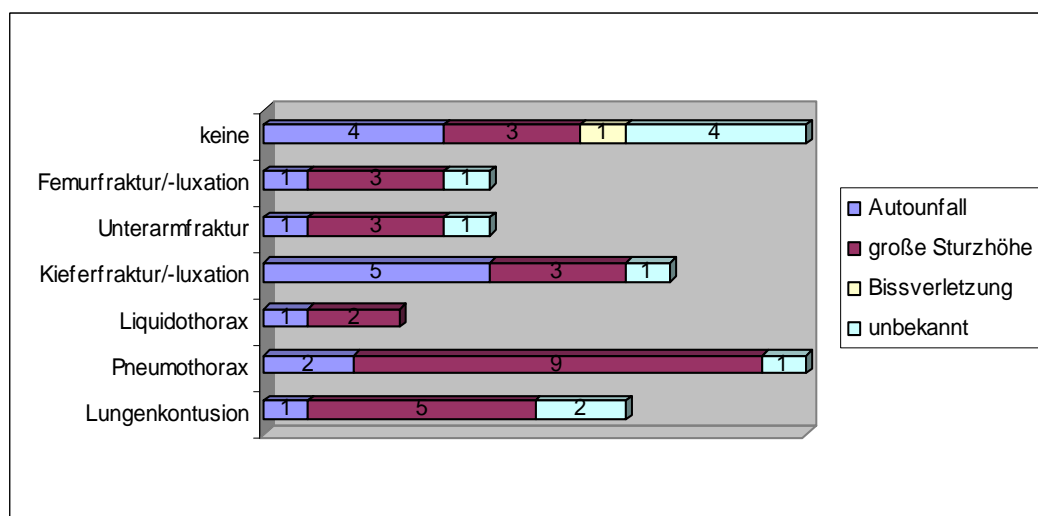 keine 4 3 1 4
Femurfraktur/-luxation 1 3 1
Unterarmfraktur 1 3 1
Kieferfraktur/-luxation 5 3 1
Liquidothorax 1 2
Pneumothorax 2 9 1
Lungenkontusion 1 5 2
Autounfall
große Sturzhöhe
Bissverletzung
unbekannt